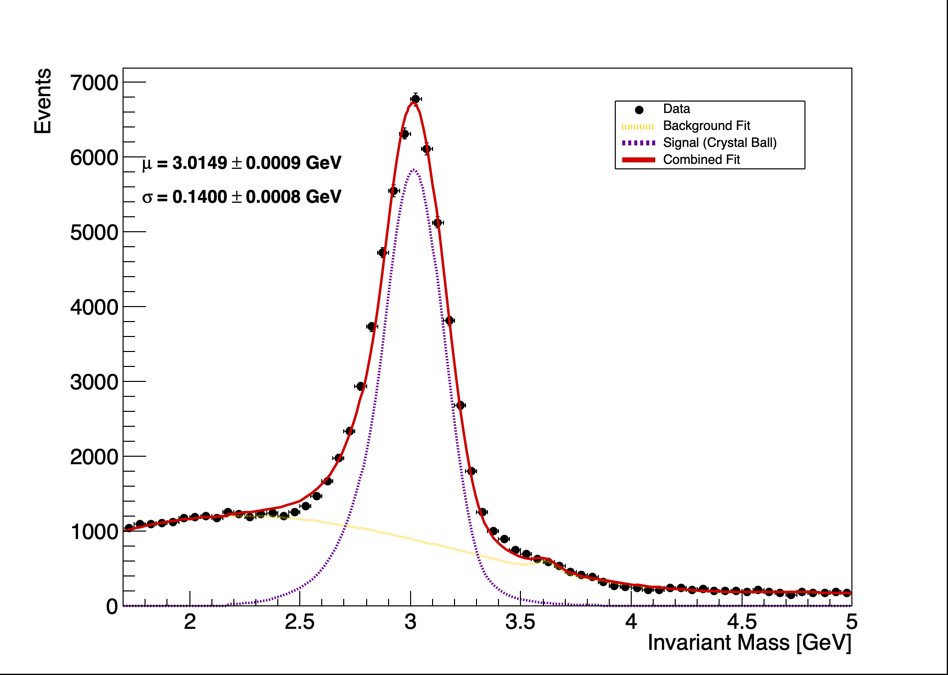 Events
7000
6000
5000
4000
3000
2000
1000
0
μ = 3.0149 ± 0.0009 GeV
σ = 0.1400 ± 0.0008 GeV
Data
Background Fit
Signal (Crystal Ball)
Combined Fit
2 2.5 3 3.5 4 4.5 5
Invariant Mass [GeV]